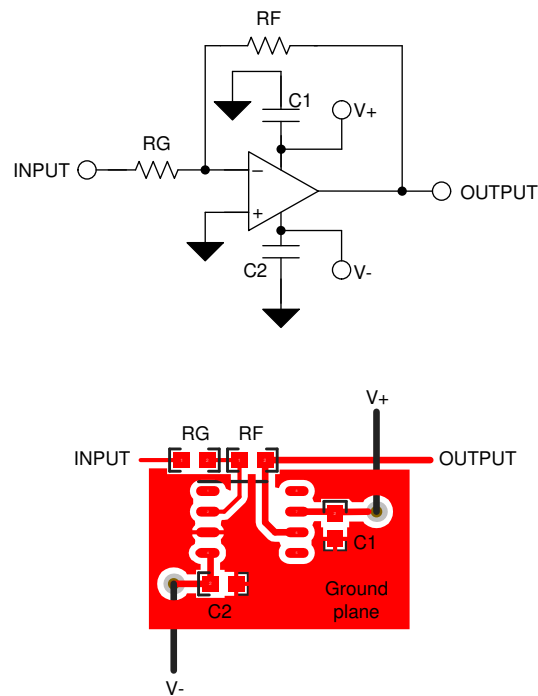 RF
C1
V+
RG
INPUT
−
+
OUTPUT
C2
V-
V+
RG
RF
INPUT
OUTPUT
C1
C2
Ground
plane
V-